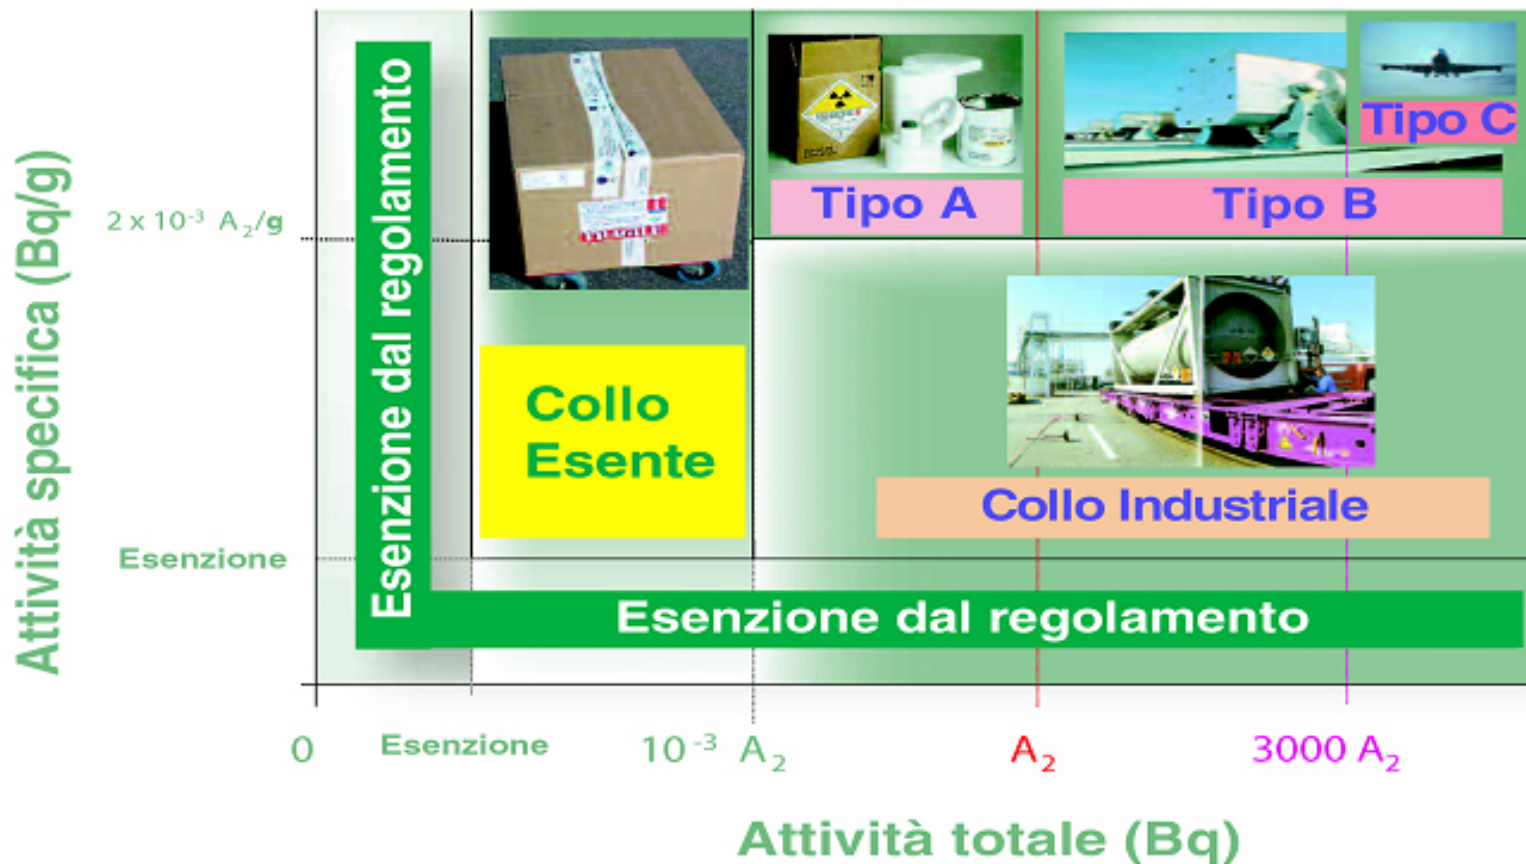 Attività specifica (Bq/g)
2 x 10⁻³ A₂/g
Esenzione
Esenzione dal regolamento
Collo
Esente
Tipo A
Tipo B
Tipo C
Collo Industriale
Esenzione dal regolamento
0
Esenzione
10⁻³ A₂
A₂
3000 A₂
Attività totale (Bq)